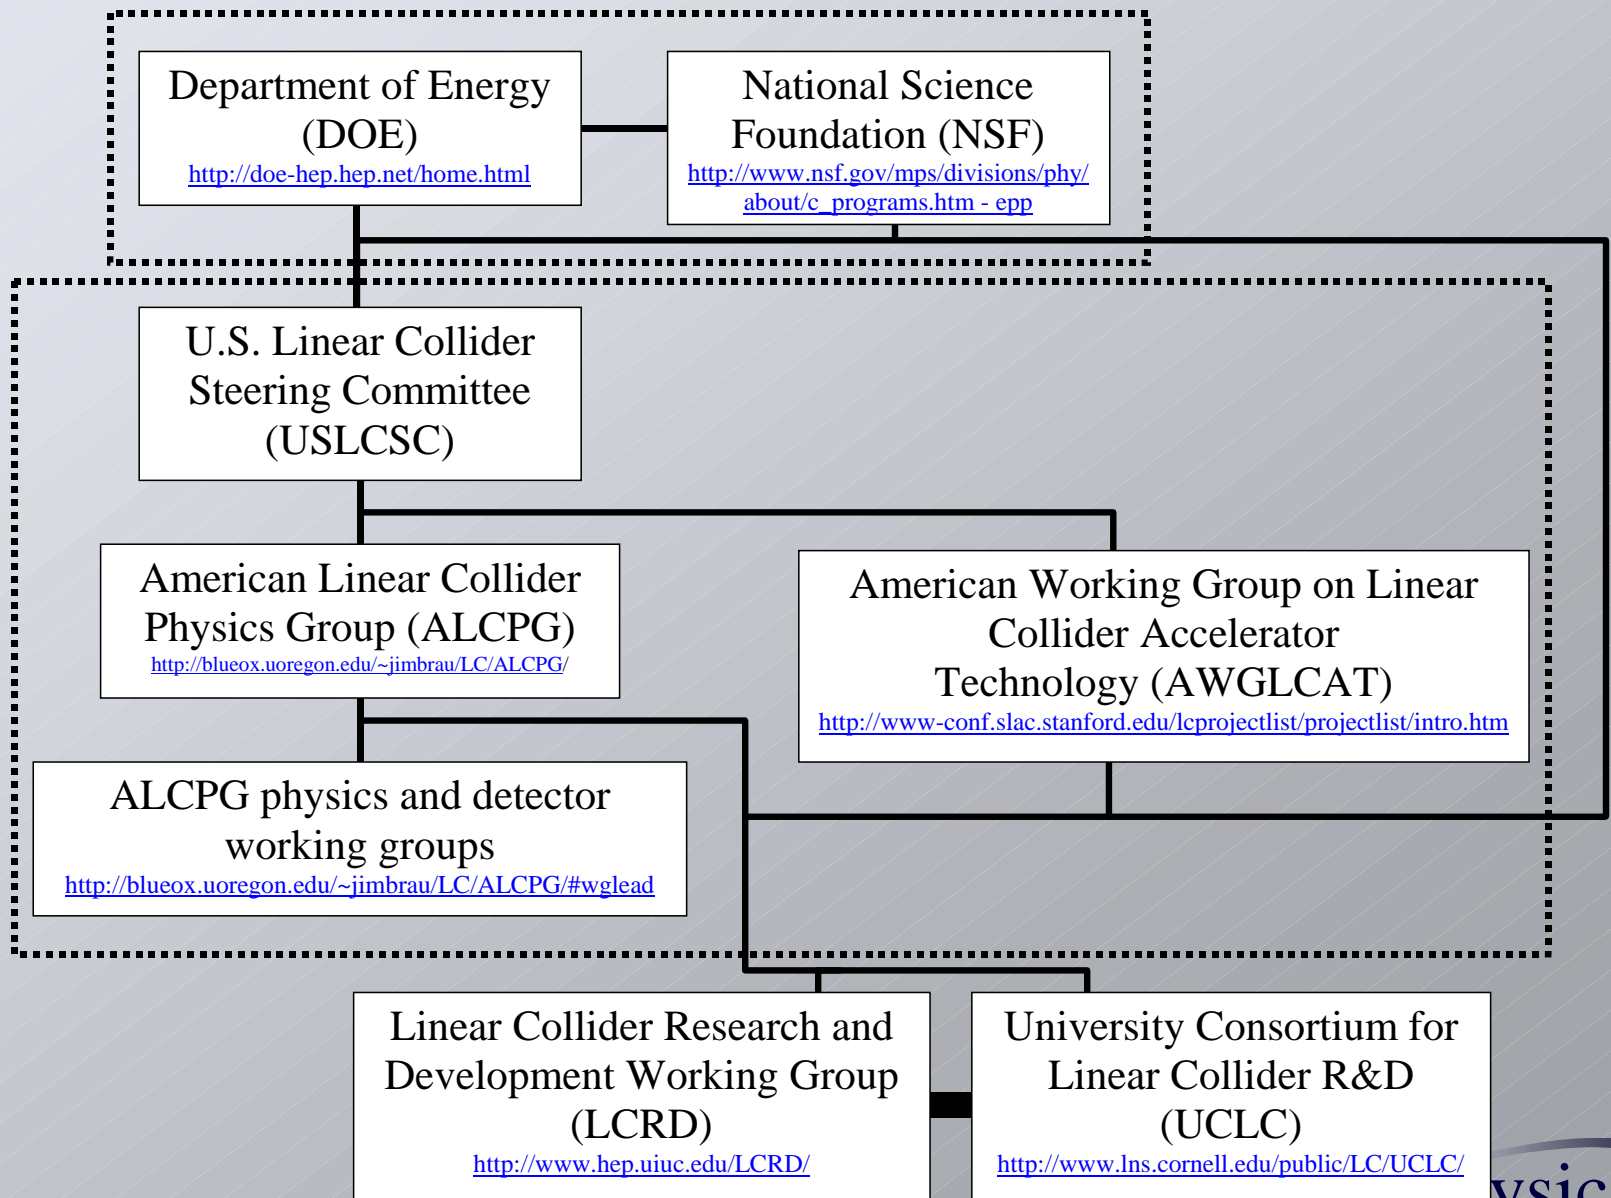 Department of Energy
(DOE)
http://doe-hep.hep.net/home.html
National Science
Foundation (NSF)
http://www.nsf.gov/mps/divisions/phy/
about/c_programs.htm - epp
U.S. Linear Collider
Steering Committee
(USLCSC)
American Linear Collider
Physics Group (ALCPG)
http://blueox.uoregon.edu/~jimbrau/LC/ALCPG/
American Working Group on Linear
Collider Accelerator
Technology (AWGLCAT)
http://www-conf.slac.stanford.edu/lcprojectlist/projectlist/intro.htm
ALCPG physics and detector
working groups
http://blueox.uoregon.edu/~jimbrau/LC/ALCPG/#wglead
Linear Collider Research and
Development Working Group
(LCRD)
http://www.hep.uiuc.edu/LCRD/
University Consortium for
Linear Collider R&D
(UCLC)
http://www.lns.cornell.edu/public/LC/UCLC/